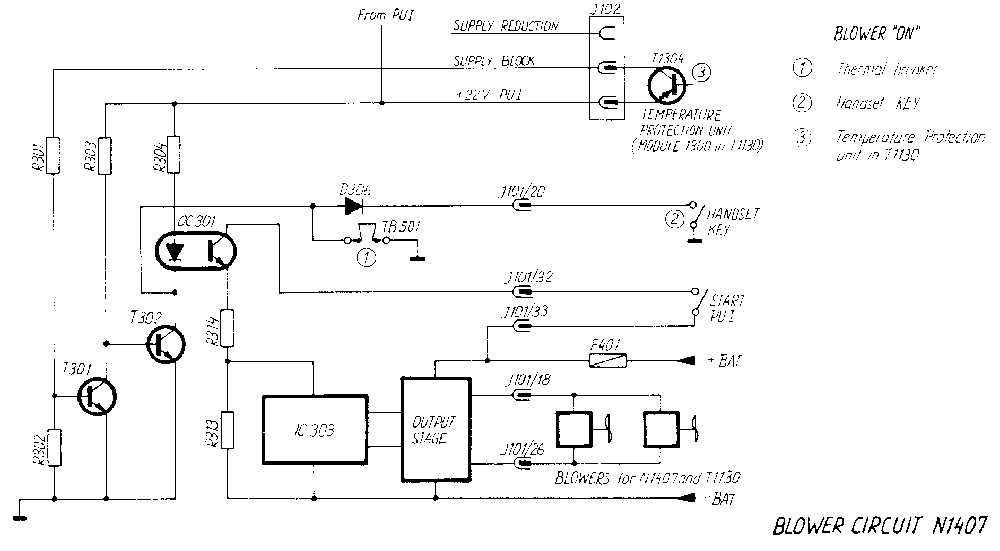 From PUI
J102
SUPPLY REDUCTION
BLOWER "ON"
SUPPLY BLOCK
T1304
3
1 Thermal breaker
+22V PUI
2 Handset KEY
TEMPERATURE
PROTECTION UNIT
(MODULE 1300 in T1130)
3 Temperature Protection
unit in T1130
R301
R303
R304
D306
J101/20
OC301
TB501
1
2
HANDSET
KEY
J101/32
START
PUI
J101/33
T302
R314
F401
+BAT.
T301
J101/18
R302
R313
IC303
OUTPUT
STAGE
J101/26
BLOWERS for N1407 and T1130
-BAT
BLOWER CIRCUIT N1407